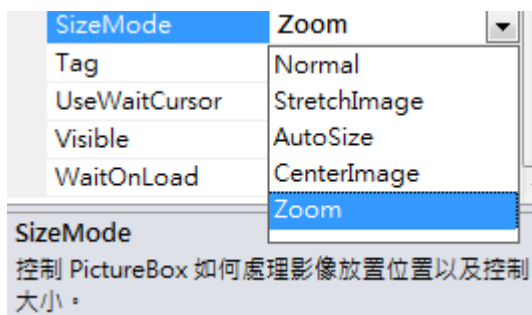 SizeMode Zoom
Tag Normal
UseWaitCursor StretchImage
Visible AutoSize
WaitOnLoad CenterImage
Zoom
SizeMode
控制 PictureBox 如何處理影像放置位置以及控制
大小。